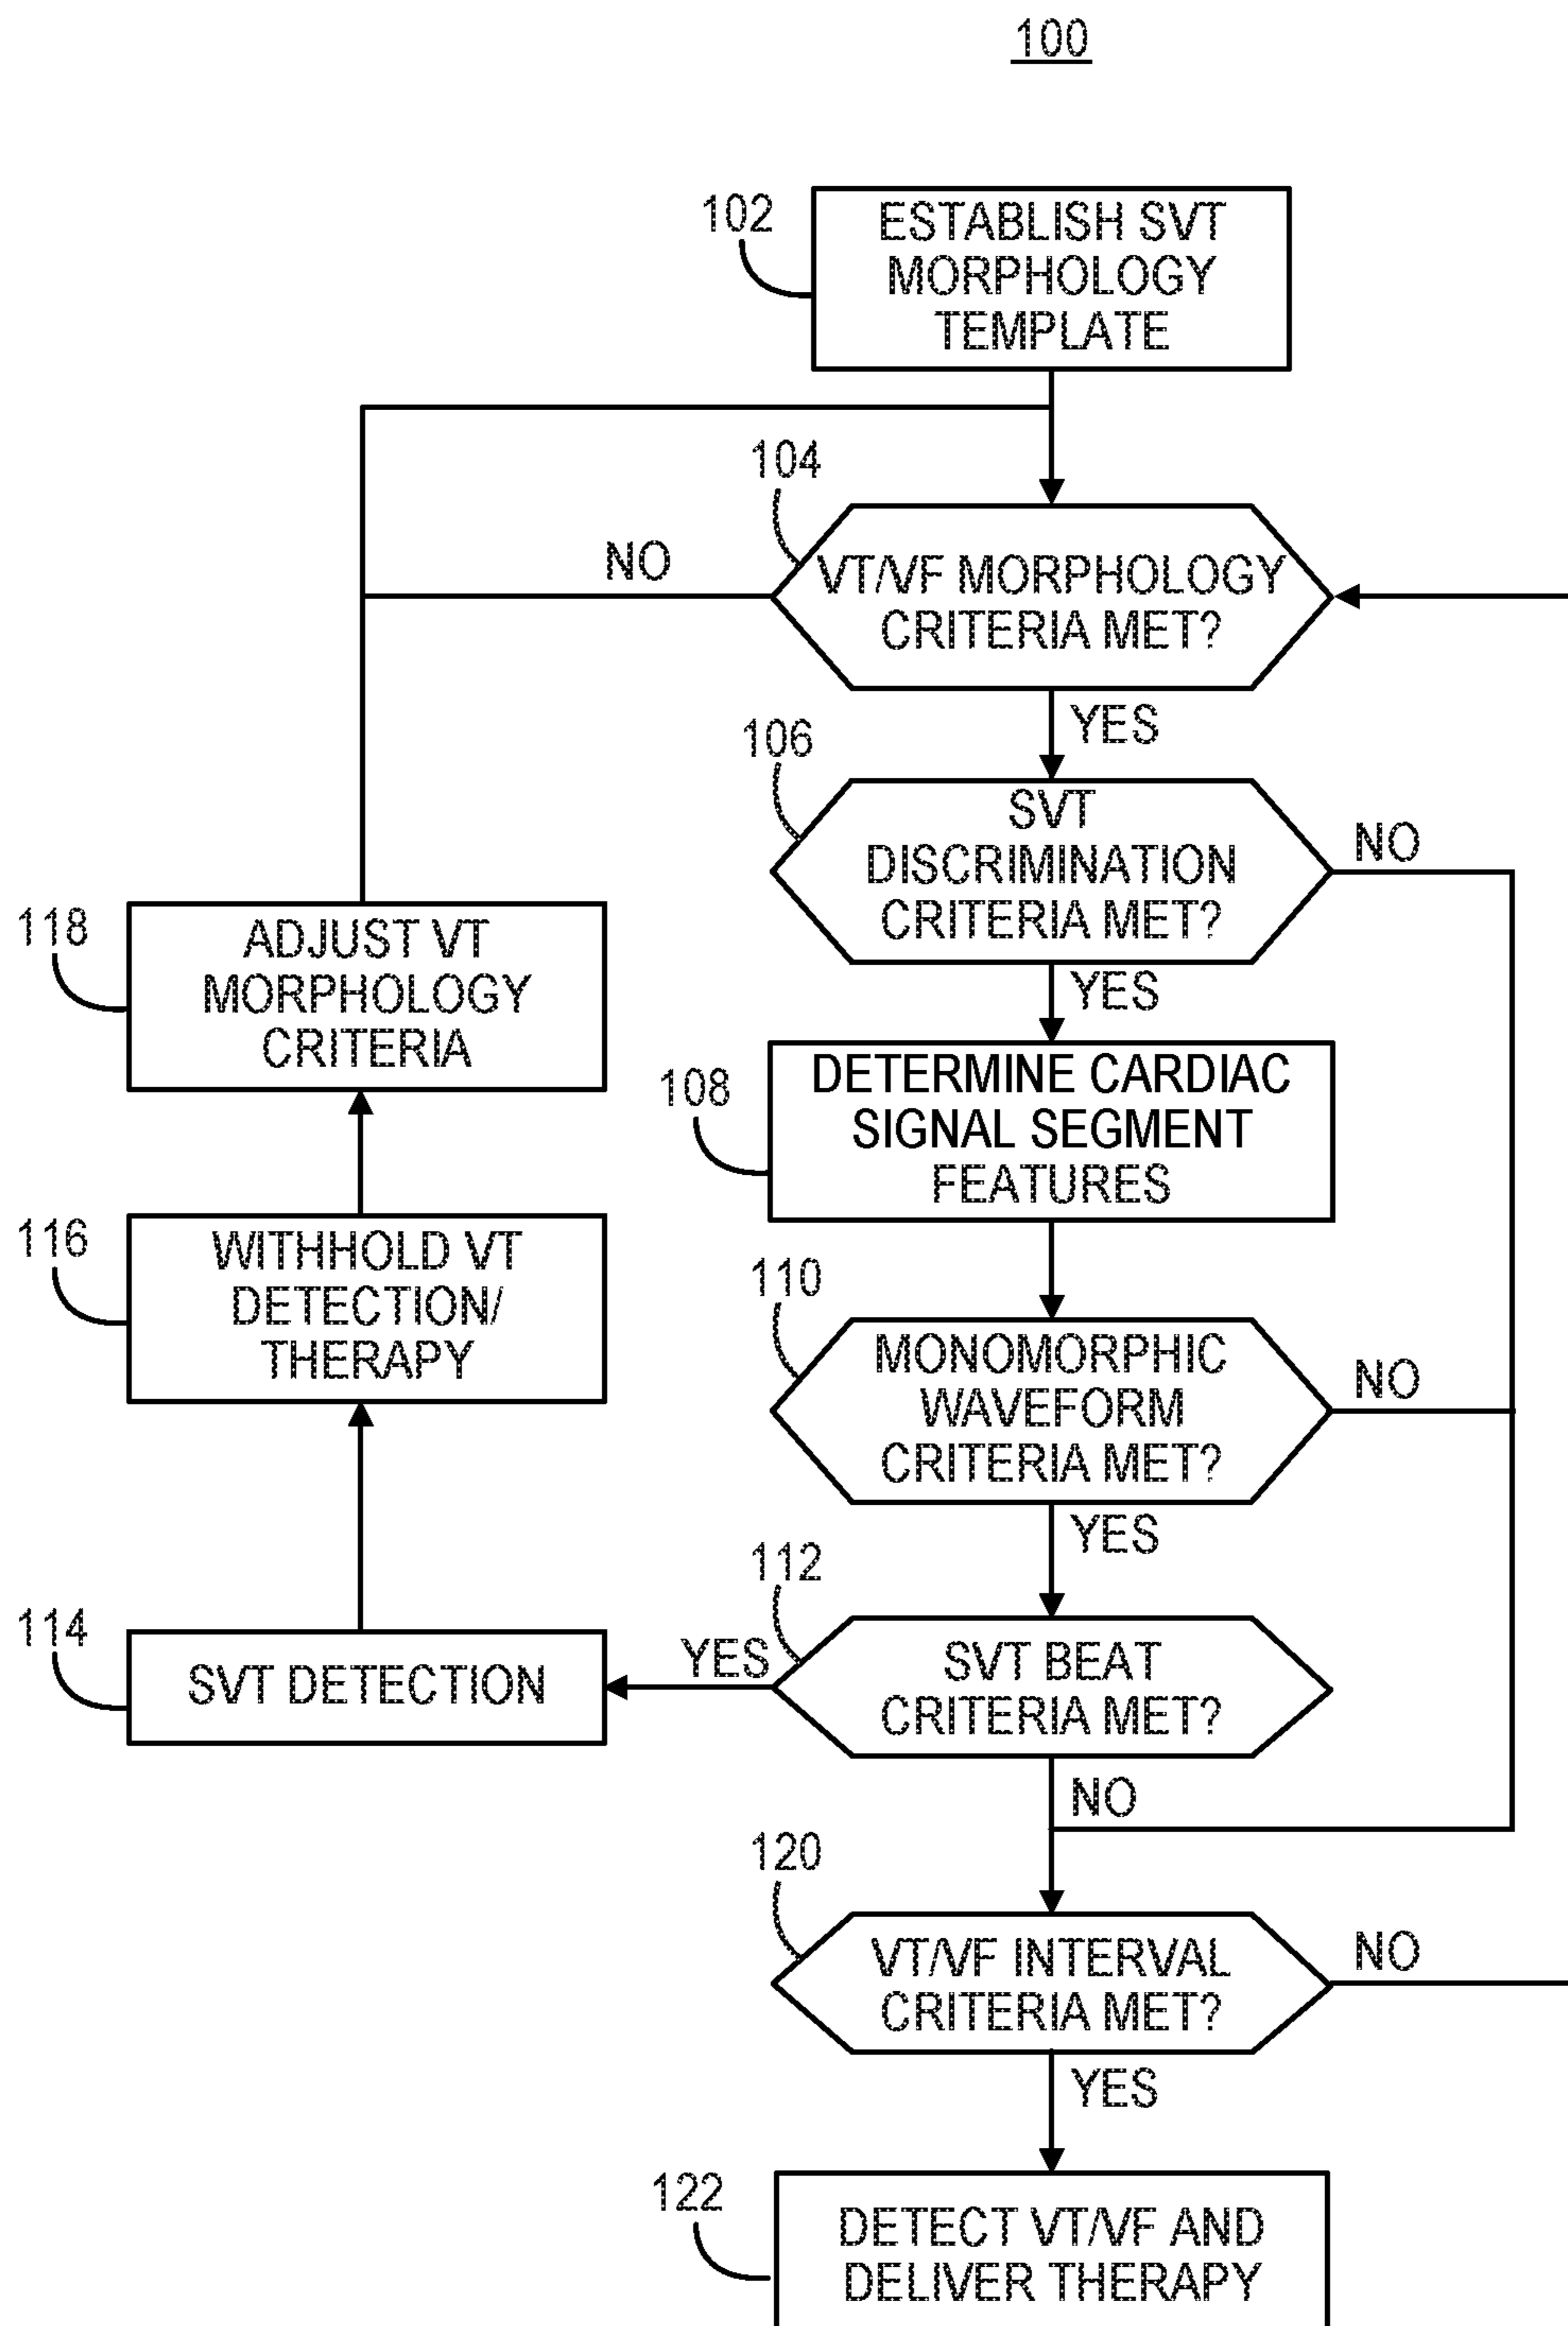 100
102
ESTABLISH SVT
MORPHOLOGY
TEMPLATE
104
NO
VT/VF MORPHOLOGY
CRITERIA MET?
YES
106
SVT
DISCRIMINATION
CRITERIA MET?
NO
YES
118
ADJUST VT
MORPHOLOGY
CRITERIA
108
DETERMINE CARDIAC
SIGNAL SEGMENT
FEATURES
116
WITHHOLD VT
DETECTION/
THERAPY
110
MONOMORPHIC
WAVEFORM
CRITERIA MET?
NO
YES
112
114
SVT DETECTION
YES
SVT BEAT
CRITERIA MET?
NO
120
VT/VF INTERVAL
CRITERIA MET?
NO
YES
122
DETECT VT/VF AND
DELIVER THERAPY